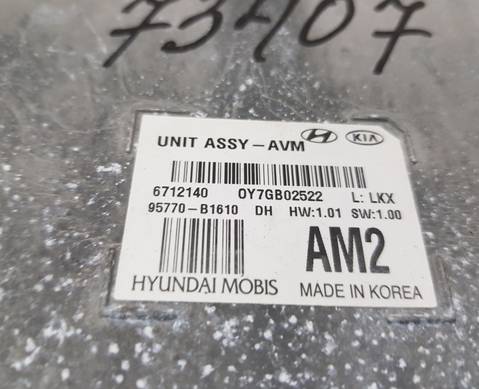 73407
UNIT ASSY-AVM KIA
6712140 0Y7GB02522 L: LKX
95770-B1610 DH HW:1.01 SW:1.00
AM2
HYUNDAI MOBIS MADE IN KOREA